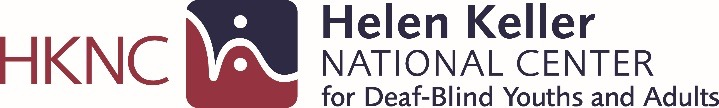 HKNC
Helen Keller
NATIONAL CENTER
for Deaf-Blind Youths and Adults